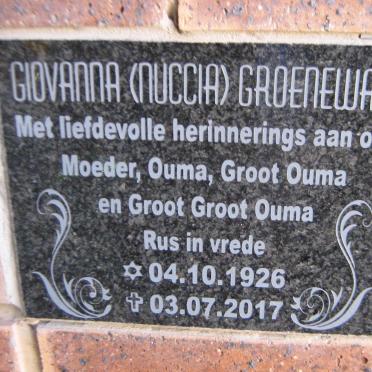 GIOVANNA (NUCCIA)
Met liefdevolle herinnerings aan
Moeder, Ouma, Groot Ouma
en Groot Groot Ouma
Rus in vrede
✡ 04.10.1926
✝ 03.07.2017